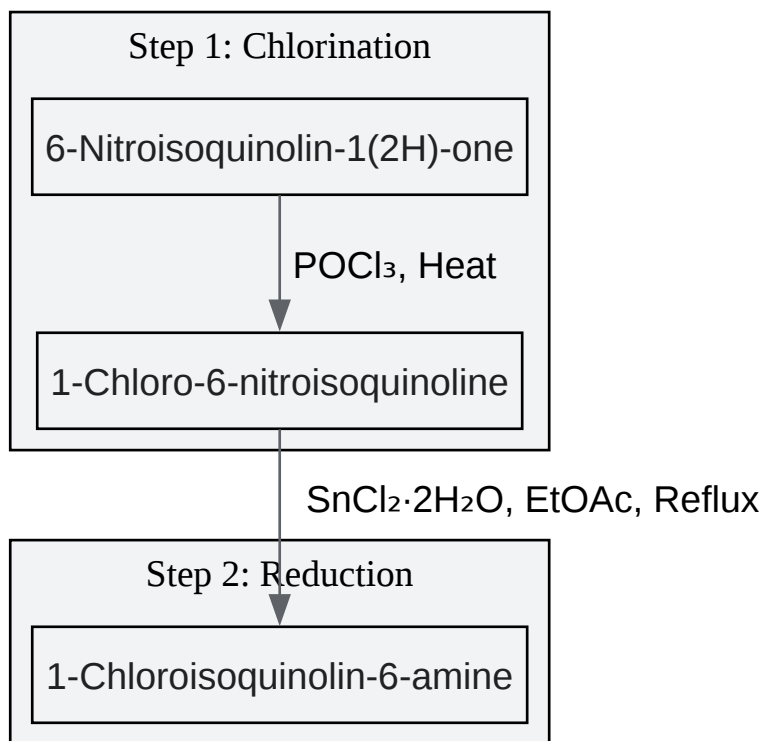 Step 1: Chlorination
6-Nitroisoquinolin-1(2H)-one
POCl₃, Heat
1-Chloro-6-nitroisoquinoline
SnCl₂·2H₂O, EtOAc, Reflux
Step 2: Reduction
1-Chloroisoquinolin-6-amine